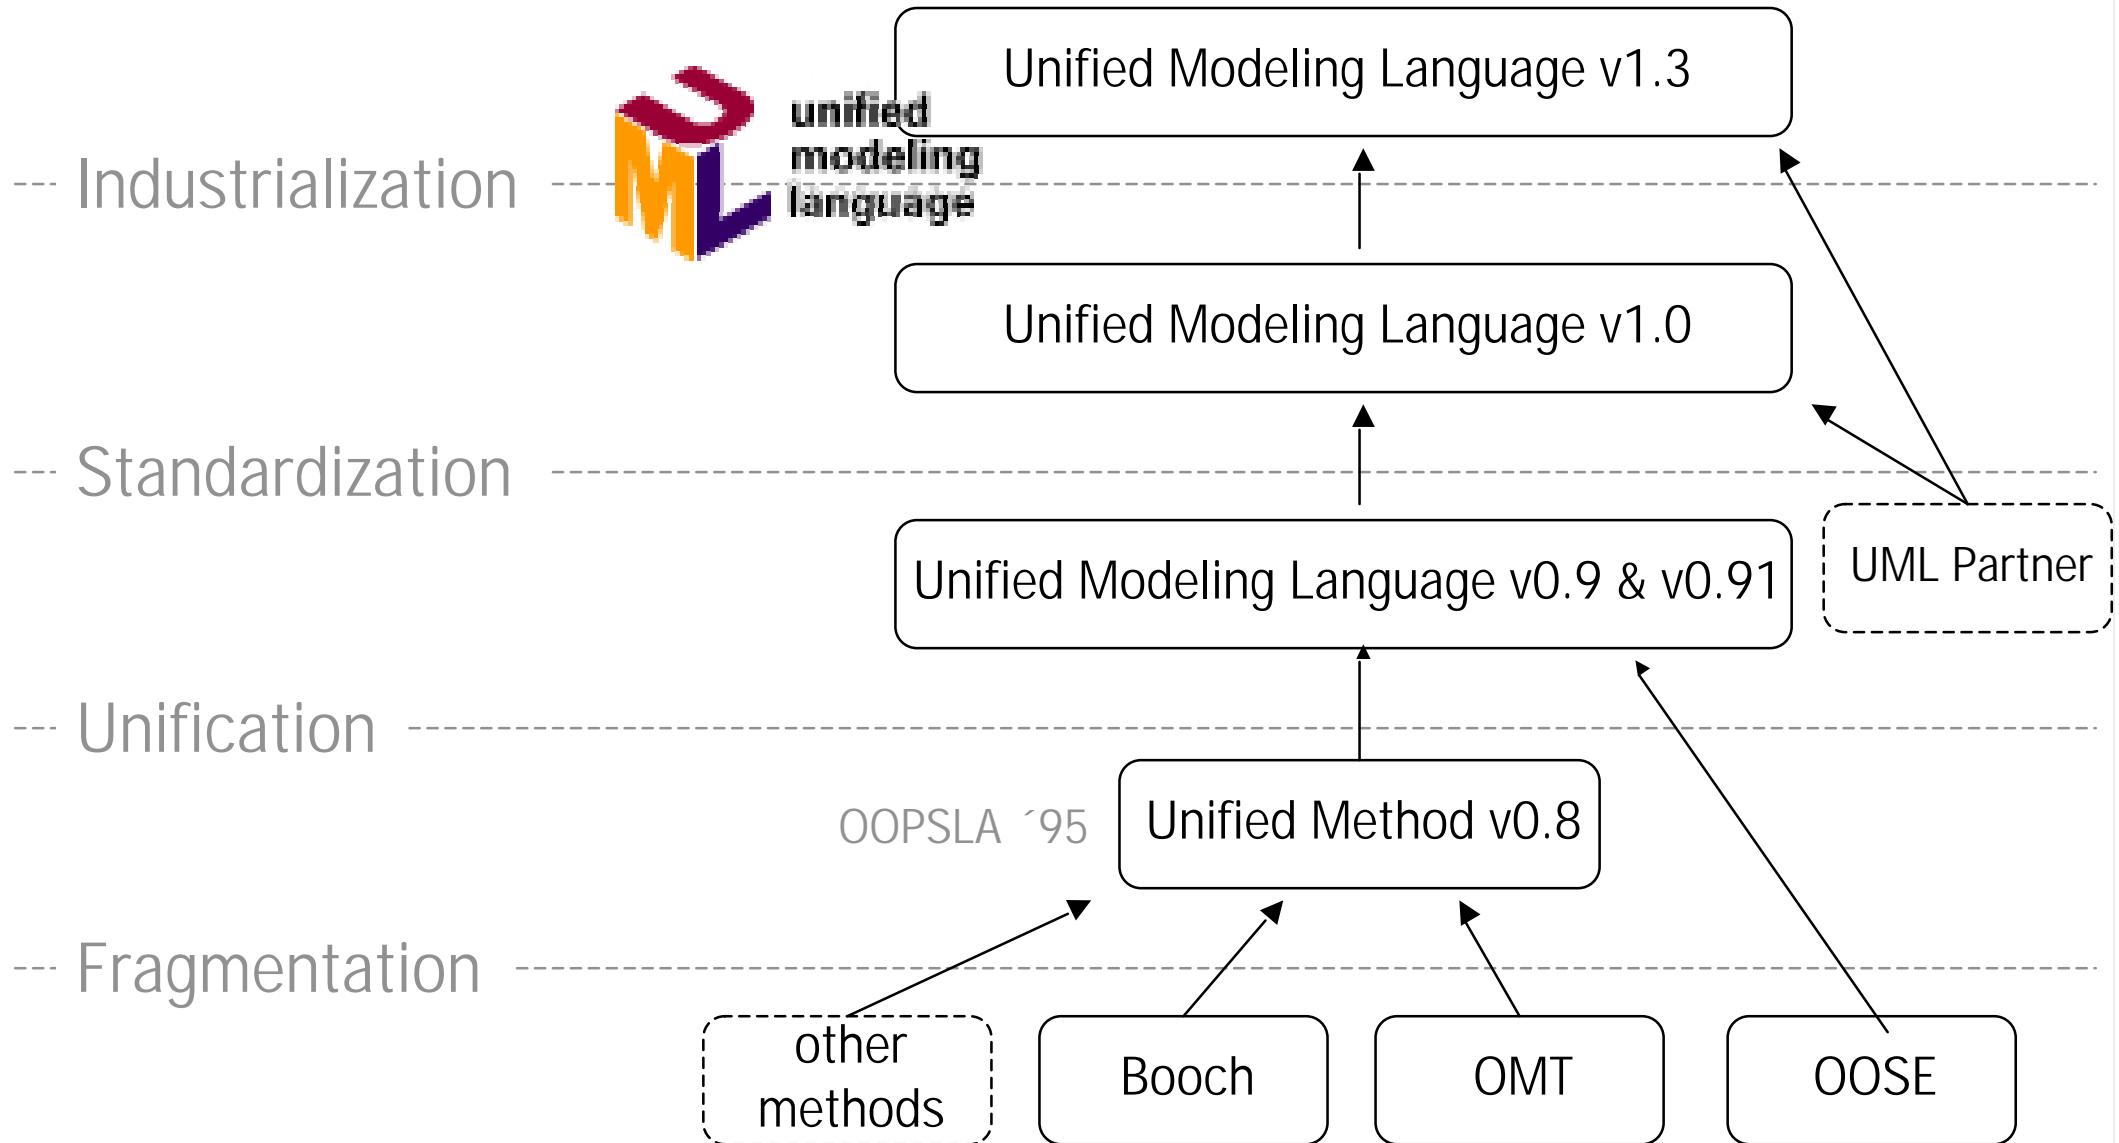 Unified Modeling Language v1.3
UML
unified
modeling
language
Industrialization
Unified Modeling Language v1.0
Standardization
Unified Modeling Language v0.9 & v0.91
UML Partner
Unification
OOPSLA ´95
Unified Method v0.8
Fragmentation
other
methods
Booch
OMT
OOSE